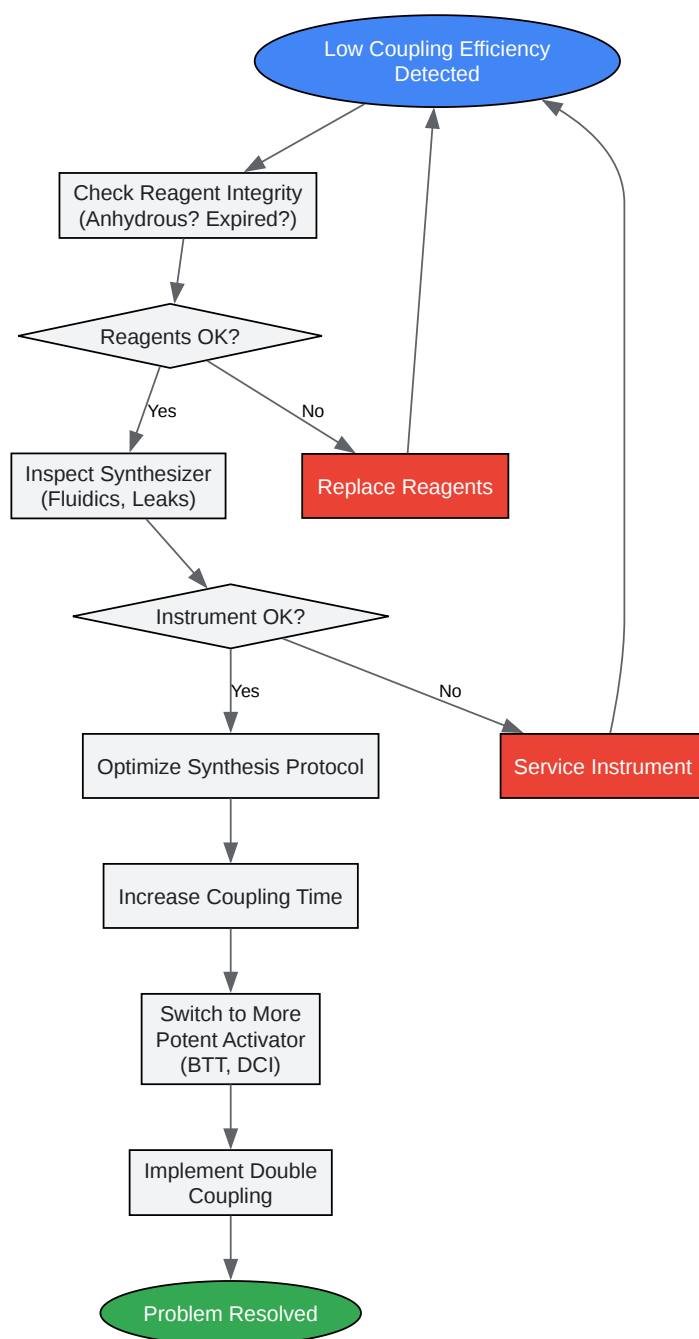 Low Coupling Efficiency
Detected
Check Reagent Integrity
(Anhydrous? Expired?)
Reagents OK?
Yes
No
Inspect Synthesizer
(Fluidics, Leaks)
Replace Reagents
Instrument OK?
Yes
No
Optimize Synthesis Protocol
Service Instrument
Increase Coupling Time
Switch to More
Potent Activator
(BTT, DCI)
Implement Double
Coupling
Problem Resolved